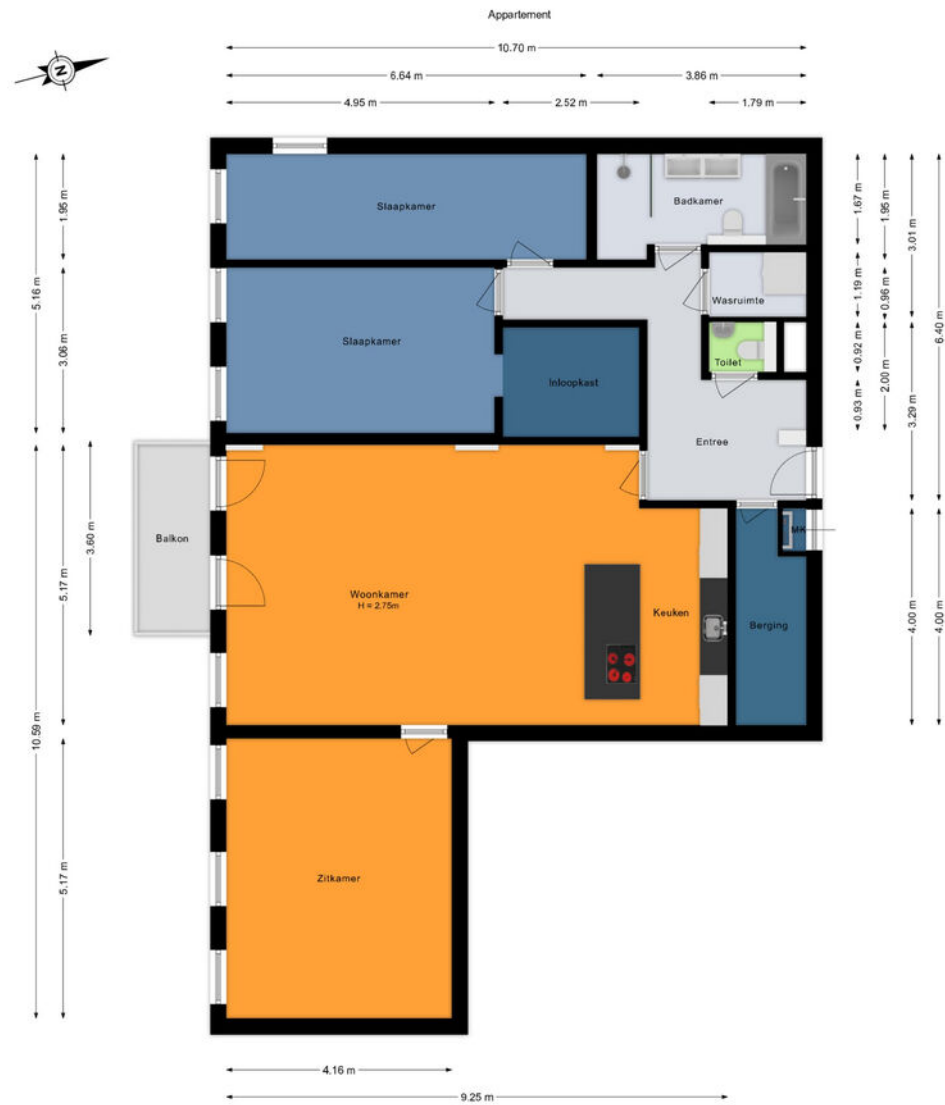 Appartement
10.70 m
6.64 m
3.86 m
4.95 m
2.52 m
1.79 m
N
1.95 m
5.16 m
3.06 m
10.59 m
5.17 m
3.60 m
5.17 m
1.67 m
1.95 m
3.01 m
1.19 m
0.96 m
6.40 m
0.92 m
2.00 m
3.29 m
0.93 m
4.00 m
4.00 m
Slaapkamer
Badkamer
Wasruimte
Slaapkamer
Toilet
Inloopkast
Entree
Balkon
MK
Woonkamer
H = 2.75m
Keuken
Berging
Zitkamer
4.16 m
9.25 m